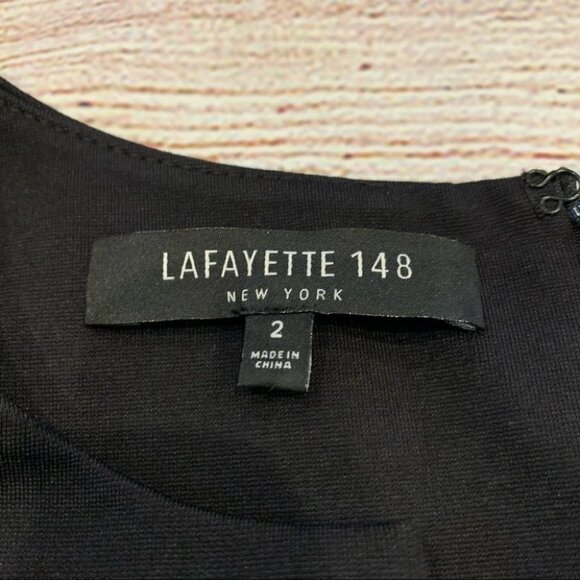 LAFAYETTE 148
NEW YORK
2
MADE IN
CHINA